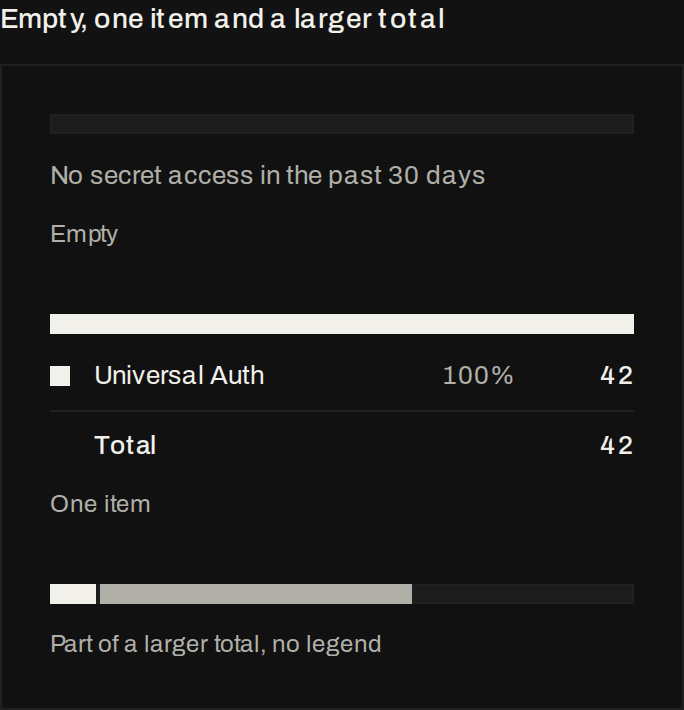 Empty, one item and a larger total
No secret access in the past 30 days
Empty
Universal Auth 100% 42
Total 42
One item
Part of a larger total, no legend